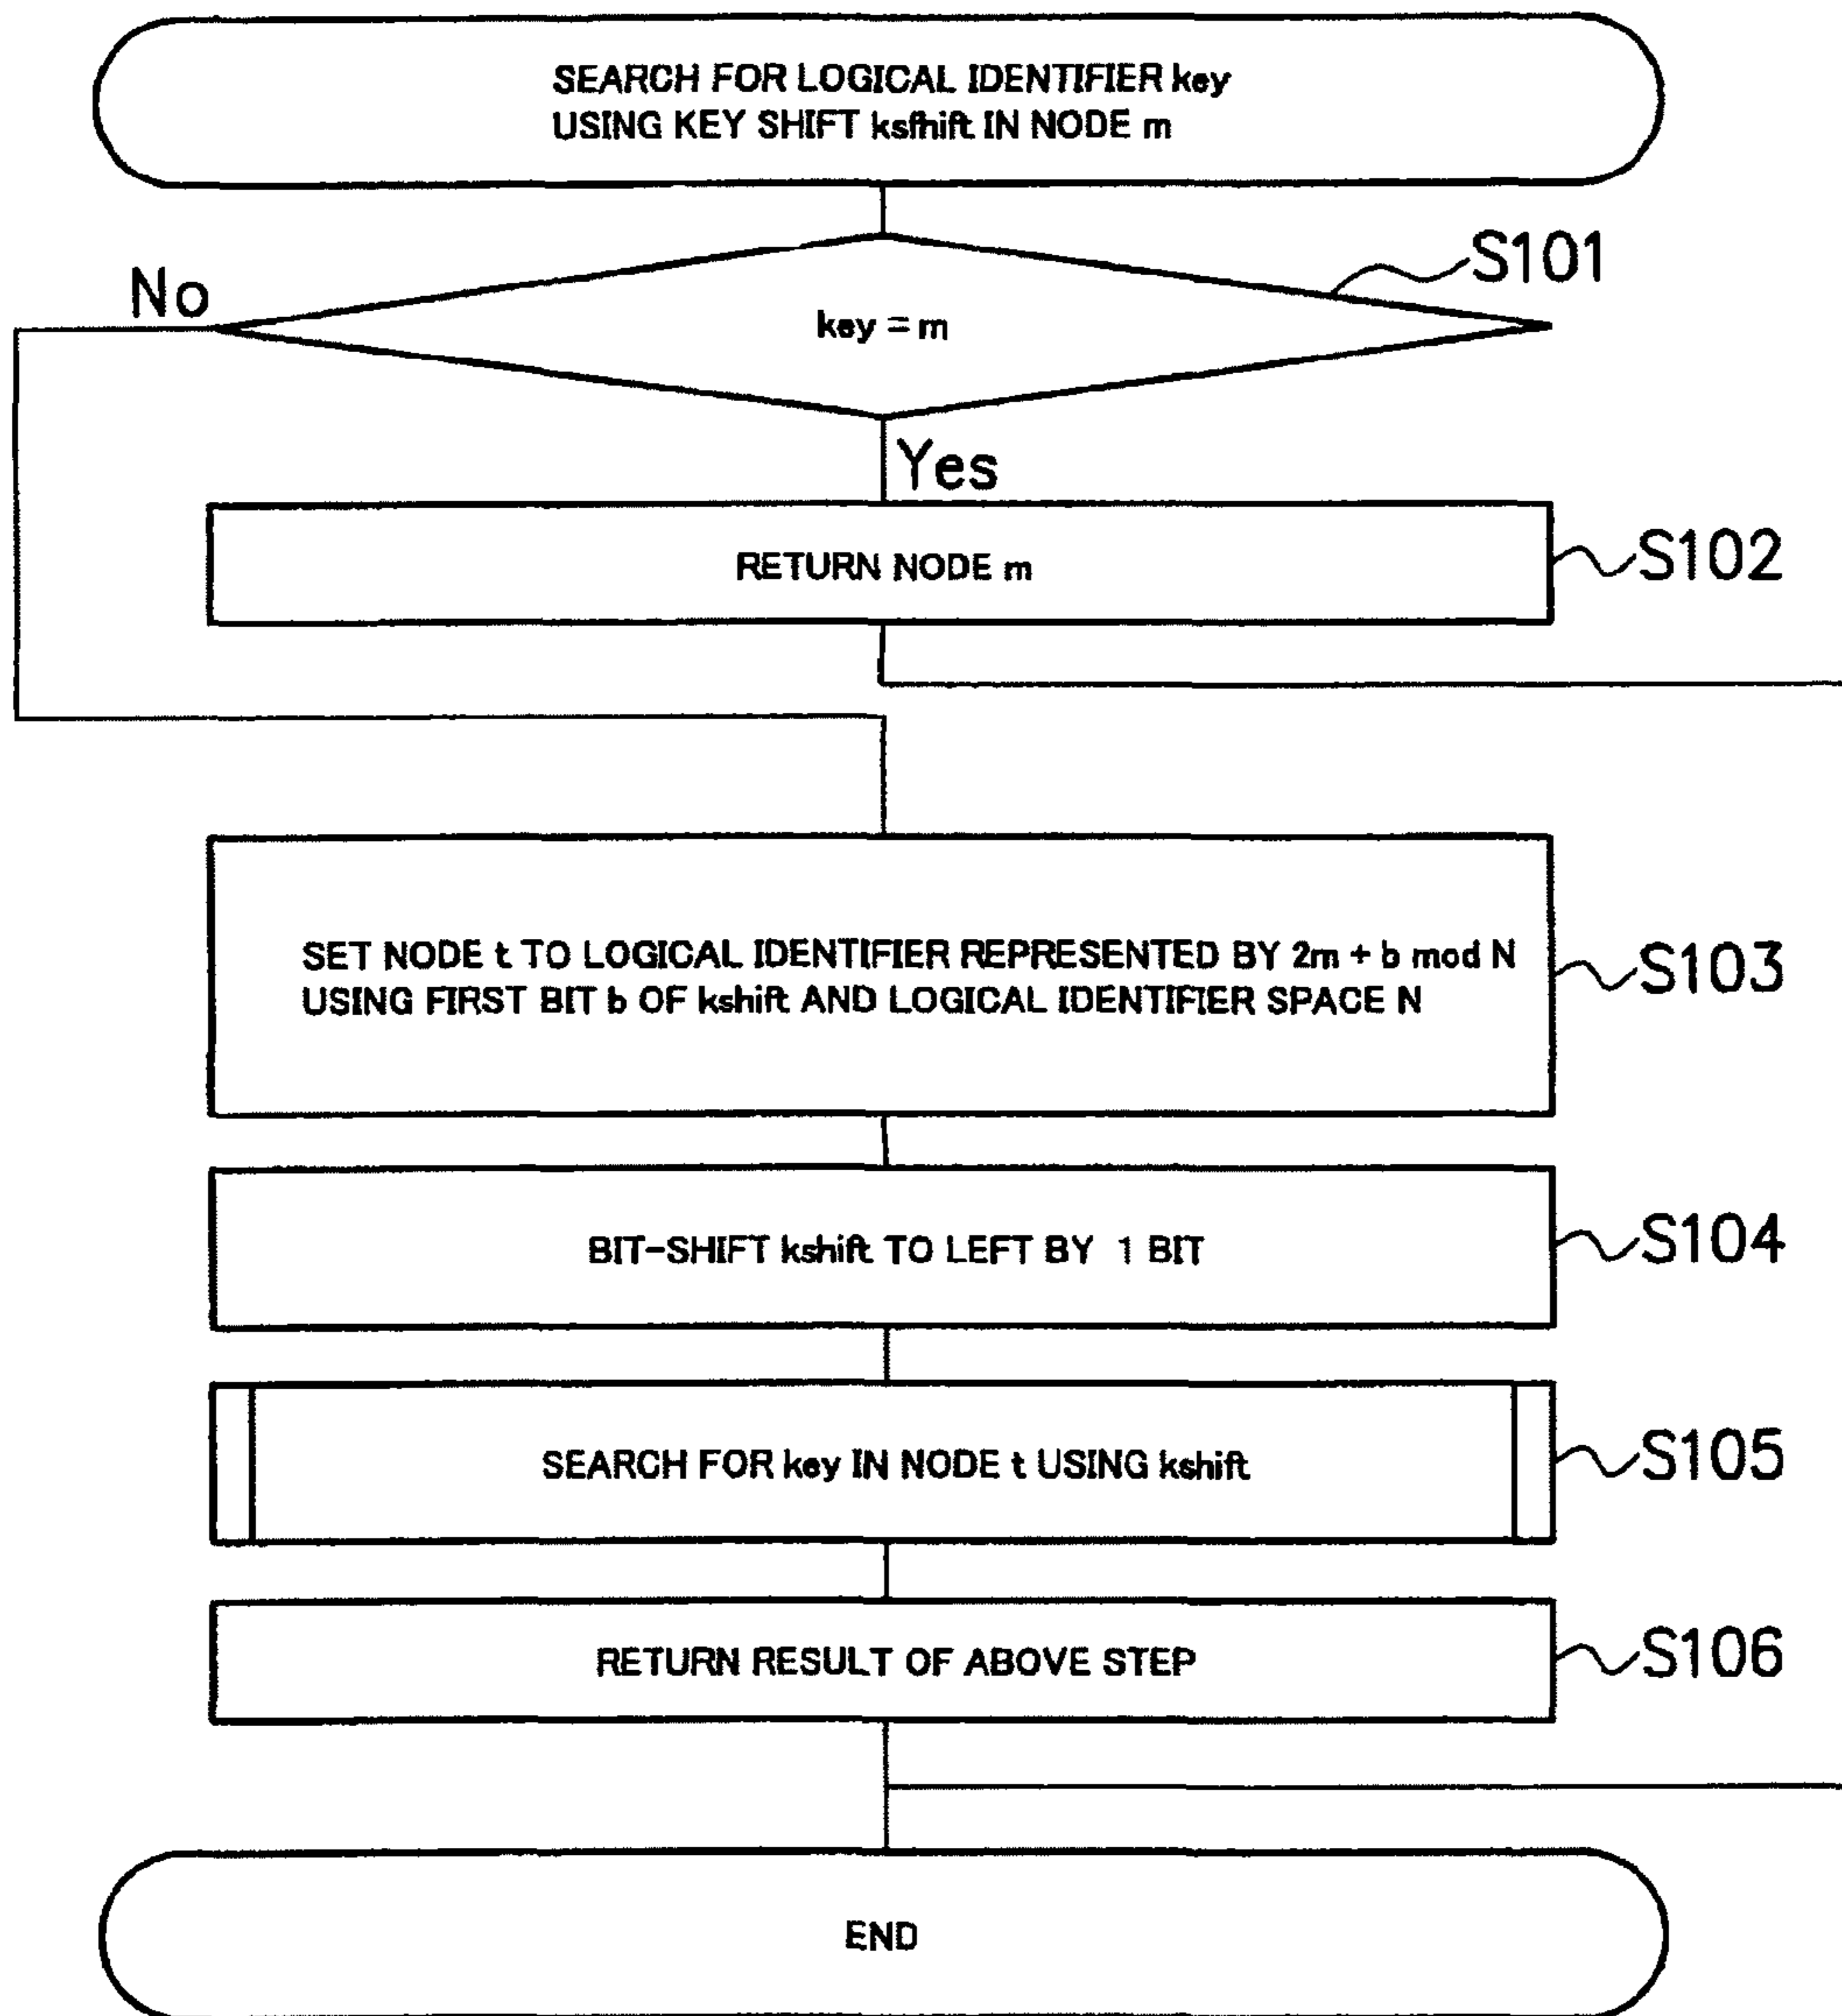 SEARCH FOR LOGICAL IDENTIFIER key
USING KEY SHIFT ksfhift IN NODE m
S101
No
key = m
Yes
RETURN NODE m
S102
SET NODE t TO LOGICAL IDENTIFIER REPRESENTED BY 2m + b mod N
USING FIRST BIT b OF kshift AND LOGICAL IDENTIFIER SPACE N
S103
BIT-SHIFT kshift TO LEFT BY 1 BIT
S104
SEARCH FOR key IN NODE t USING kshift
S105
RETURN RESULT OF ABOVE STEP
S106
END